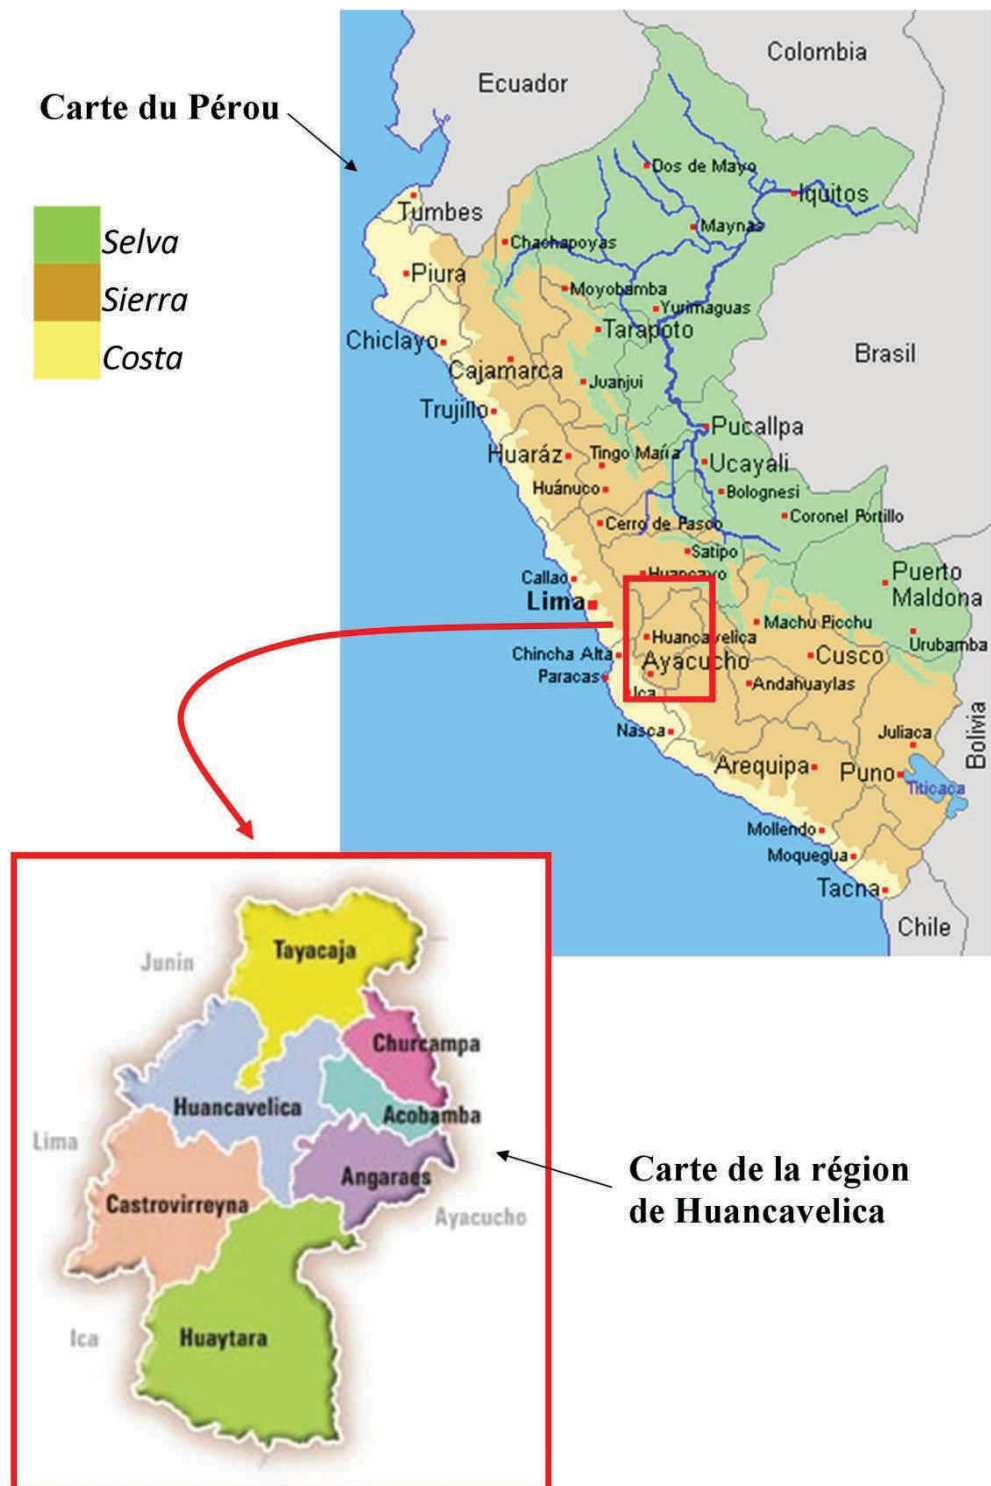 Colombia
Ecuador
Carte du Pérou
Dos de Mayo
Iquitos
Tumbes
Maynas
Selva
Chachapoyas
Sierra
Piura
Moyobamba
Yurimaguas
Costa
Chiclayo
Tarapoto
Brasil
Cajamarca
Juanjui
Trujillo
Pucallpa
Huaráz
Tingo María
Ucayali
Huánuco
Bolognesi
Coronel Portillo
Cerro de Pasco
Satipo
Huancayo
Callao
Puerto
Maldona
Lima
Machu Picchu
Huancavelica
Urubamba
Chincha Alta
Ayacucho
Cusco
Paracas
Andahuaylas
Ica
Nasca
Juliaca
Bolivia
Arequipa
Puno
Titicaca
Mollendo
Moquegua
Tacna
Chile
Tayacaja
Junin
Churcampa
Huancavelica
Acobamba
Lima
Angaraes
Castrovirreyna
Ayacucho
Carte de la région
de Huancavelica
Ica
Huaytara